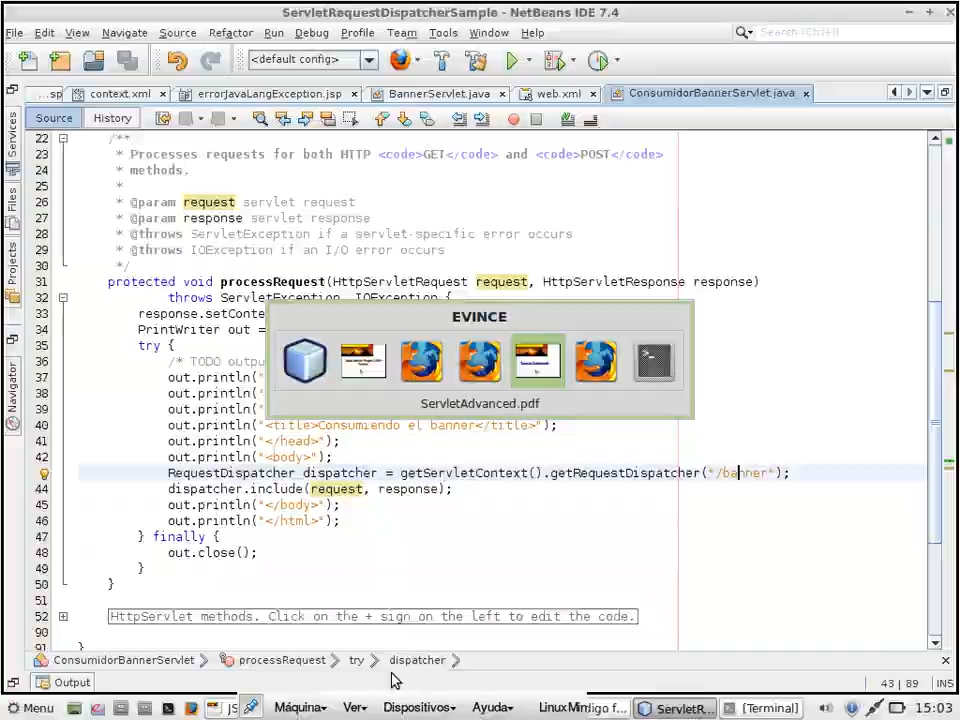 ServletRequestDispatcherSample - NetBeans IDE 7.4
File Edit View Navigate Source Refactor Run Debug Profile Team Tools Window Help Search (Ctrl+I)
<default config>
...sp context.xml errorJavaLangException.jsp BannerServlet.java web.xml ConsumidorBannerServlet.java
Source History
Services
Files
Projects
Navigator
22 /**
23 * Processes requests for both HTTP <code>GET</code> and <code>POST</code>
24 * methods.
25 *
26 * @param request servlet request
27 * @param response servlet response
28 * @throws ServletException if a servlet-specific error occurs
29 * @throws IOException if an I/O error occurs
30 */
31 protected void processRequest(HttpServletRequest request, HttpServletResponse response)
32 throws ServletException, IOException {
33 response.setConte
34 PrintWriter out =
35 try {
36 /* TODO outpu
37 out.println("
38 out.println("
39 out.println("
40 out.println("<title>Consumiendo el banner</title>");
41 out.println("</head>");
42 out.println("<body>");
RequestDispatcher dispatcher = getServletContext().getRequestDispatcher("/banner");
44 dispatcher.include(request, response);
45 out.println("</body>");
46 out.println("</html>");
47 } finally {
48 out.close();
49 }
50 }
51
52 HttpServlet methods. Click on the + sign on the left to edit the code.
90
91 }
EVINCE
ServletAdvanced.pdf
ConsumidorBannerServlet processRequest try dispatcher
Output 43 | 89 INS
Menu JS Máquina Ver Dispositivos Ayuda LinuxMin digo f... ServletR... [Terminal] 15:03